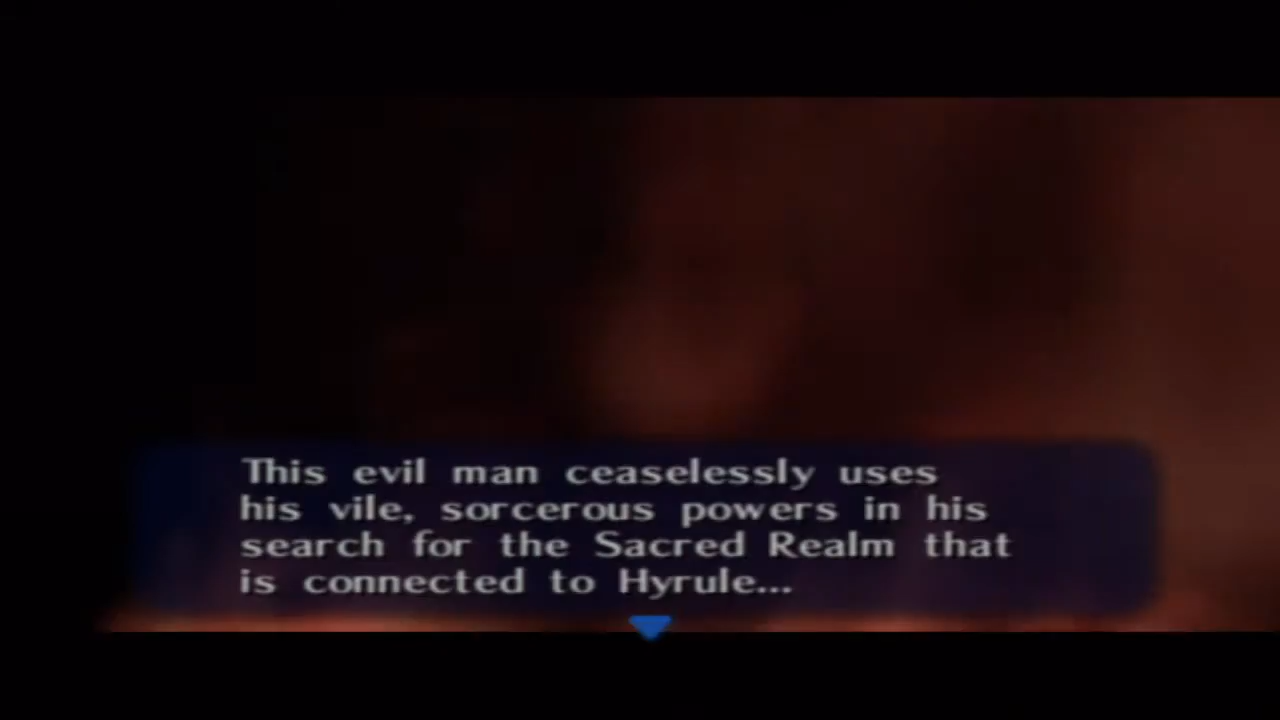 This evil man ceaselessly uses
his vile, sorcerous powers in his
search for the Sacred Realm that
is connected to Hyrule...